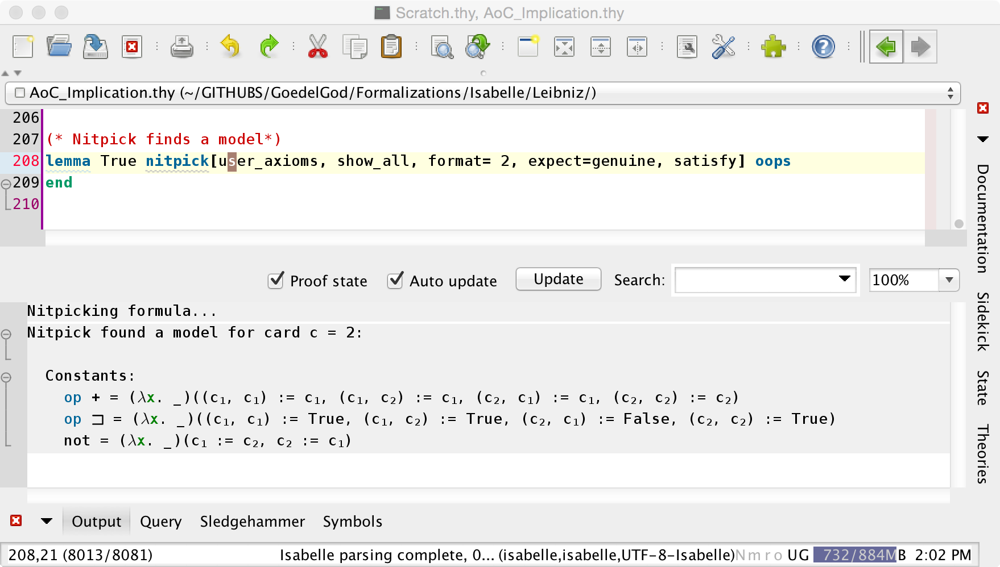 Scratch.thy, AoC_Implication.thy
AoC_Implication.thy (~/GITHUBS/GoedelGod/Formalizations/Isabelle/Leibniz/)
206
207 (* Nitpick finds a model*)
208 lemma True nitpick[user_axioms, show_all, format= 2, expect=genuine, satisfy] oops
209 end
210
Proof state Auto update Update Search: 100%
Nitpicking formula...
Nitpick found a model for card c = 2:
Constants:
op + = (λx. _)((c₁, c₁) := c₁, (c₁, c₂) := c₁, (c₂, c₁) := c₁, (c₂, c₂) := c₂)
op ⊐ = (λx. _)((c₁, c₁) := True, (c₁, c₂) := True, (c₂, c₁) := False, (c₂, c₂) := True)
not = (λx. _)(c₁ := c₂, c₂ := c₁)
Documentation
Sidekick
State
Theories
Output Query Sledgehammer Symbols
208,21 (8013/8081) Isabelle parsing complete, 0... (isabelle,isabelle,UTF-8-Isabelle)N m r o UG 732/884MB 2:02 PM